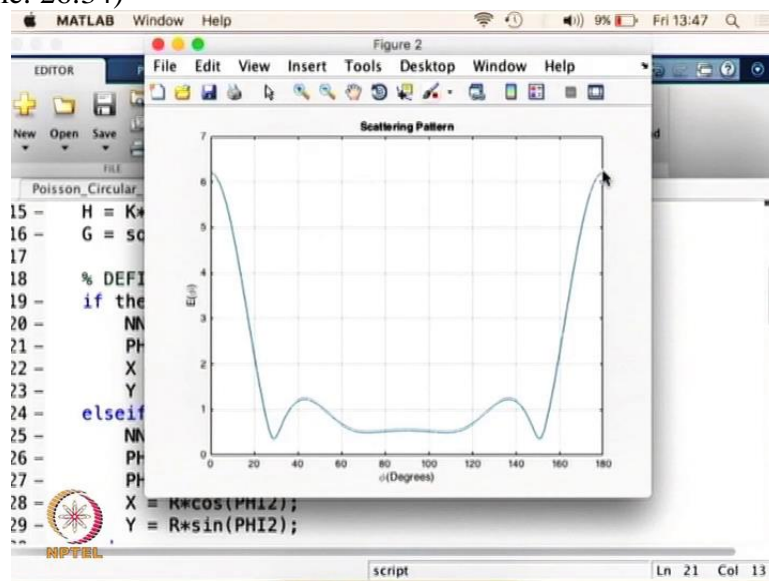 MATLAB Window Help 9% Fri 13:47
Figure 2
EDITOR
File Edit View Insert Tools Desktop Window Help
New Open Save
FILE
Scattering Pattern
Poisson_Circular_
15 - H = K*
16 - G = sq
17
18 % DEFI
19 - if the
20 - NN
21 - PH
22 - X
23 - Y
24 - elseif
25 - NN
26 - PH
27 - PH
28 - X = R*cos(PHI2);
29 - Y = R*sin(PHI2);
7
6
5
4
3
2
1
0
E(ϕ)
0 20 40 60 80 100 120 140 160 180
ϕ(Degrees)
NPTEL
script Ln 21 Col 13